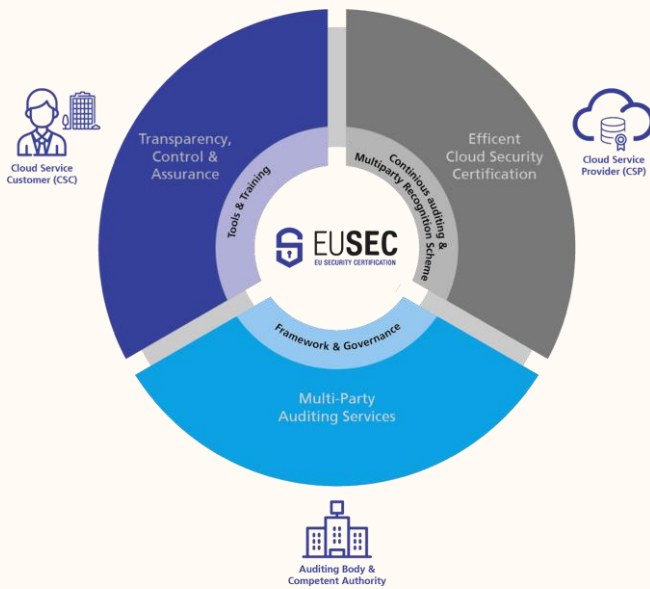 Transparency,
Control &
Assurance
Efficent
Cloud Security
Certification
Cloud Service
Customer (CSC)
Cloud Service
Provider (CSP)
Tools & Training
Continious auditing &
Multiparty Recognition Scheme
EUSEC
EU SECURITY CERTIFICATION
Framework & Governance
Multi-Party
Auditing Services
Auditing Body &
Competent Authority